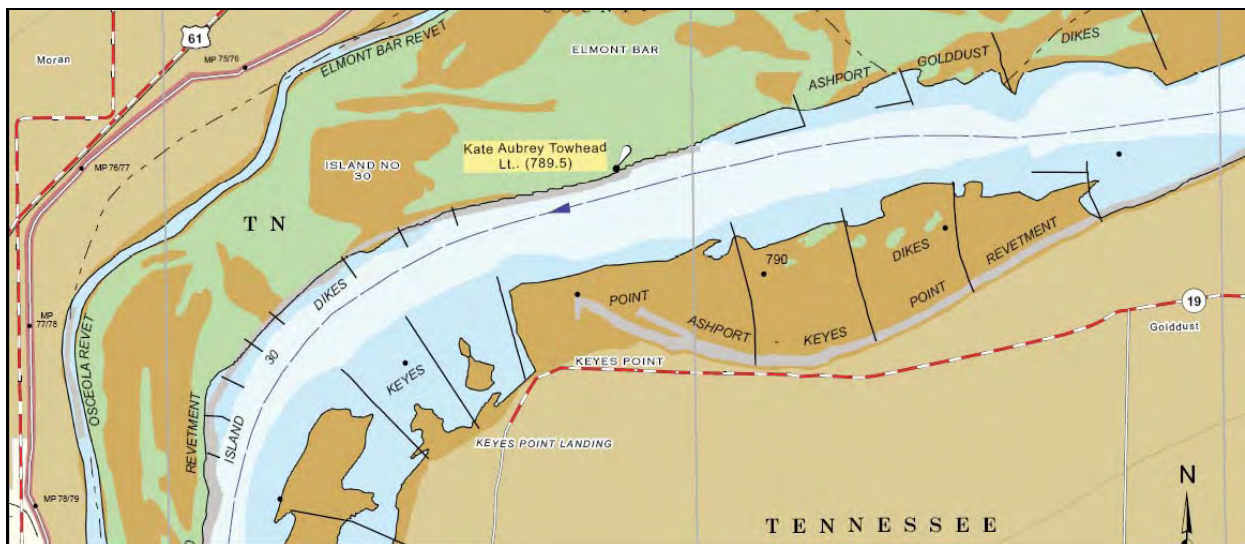 61
Moran
MP 75/76
ELMONT BAR REVET
ELMONT BAR
ASHPORT
GOLDDUST
DIKES
MP 76/77
ISLAND NO
30
Kate Aubrey Towhead
Lt.. (789.5)
T N
DIKES
30
ISLAND
REVETMENT
OSCEOLA REVET
MP
77/78
MP 78/79
790
POINT
ASHPORT
KEYES
DIKES
POINT
REVETMENT
KEYES
KEYES POINT
KEYES POINT LANDING
19
Golddust
TENNESSEE
N